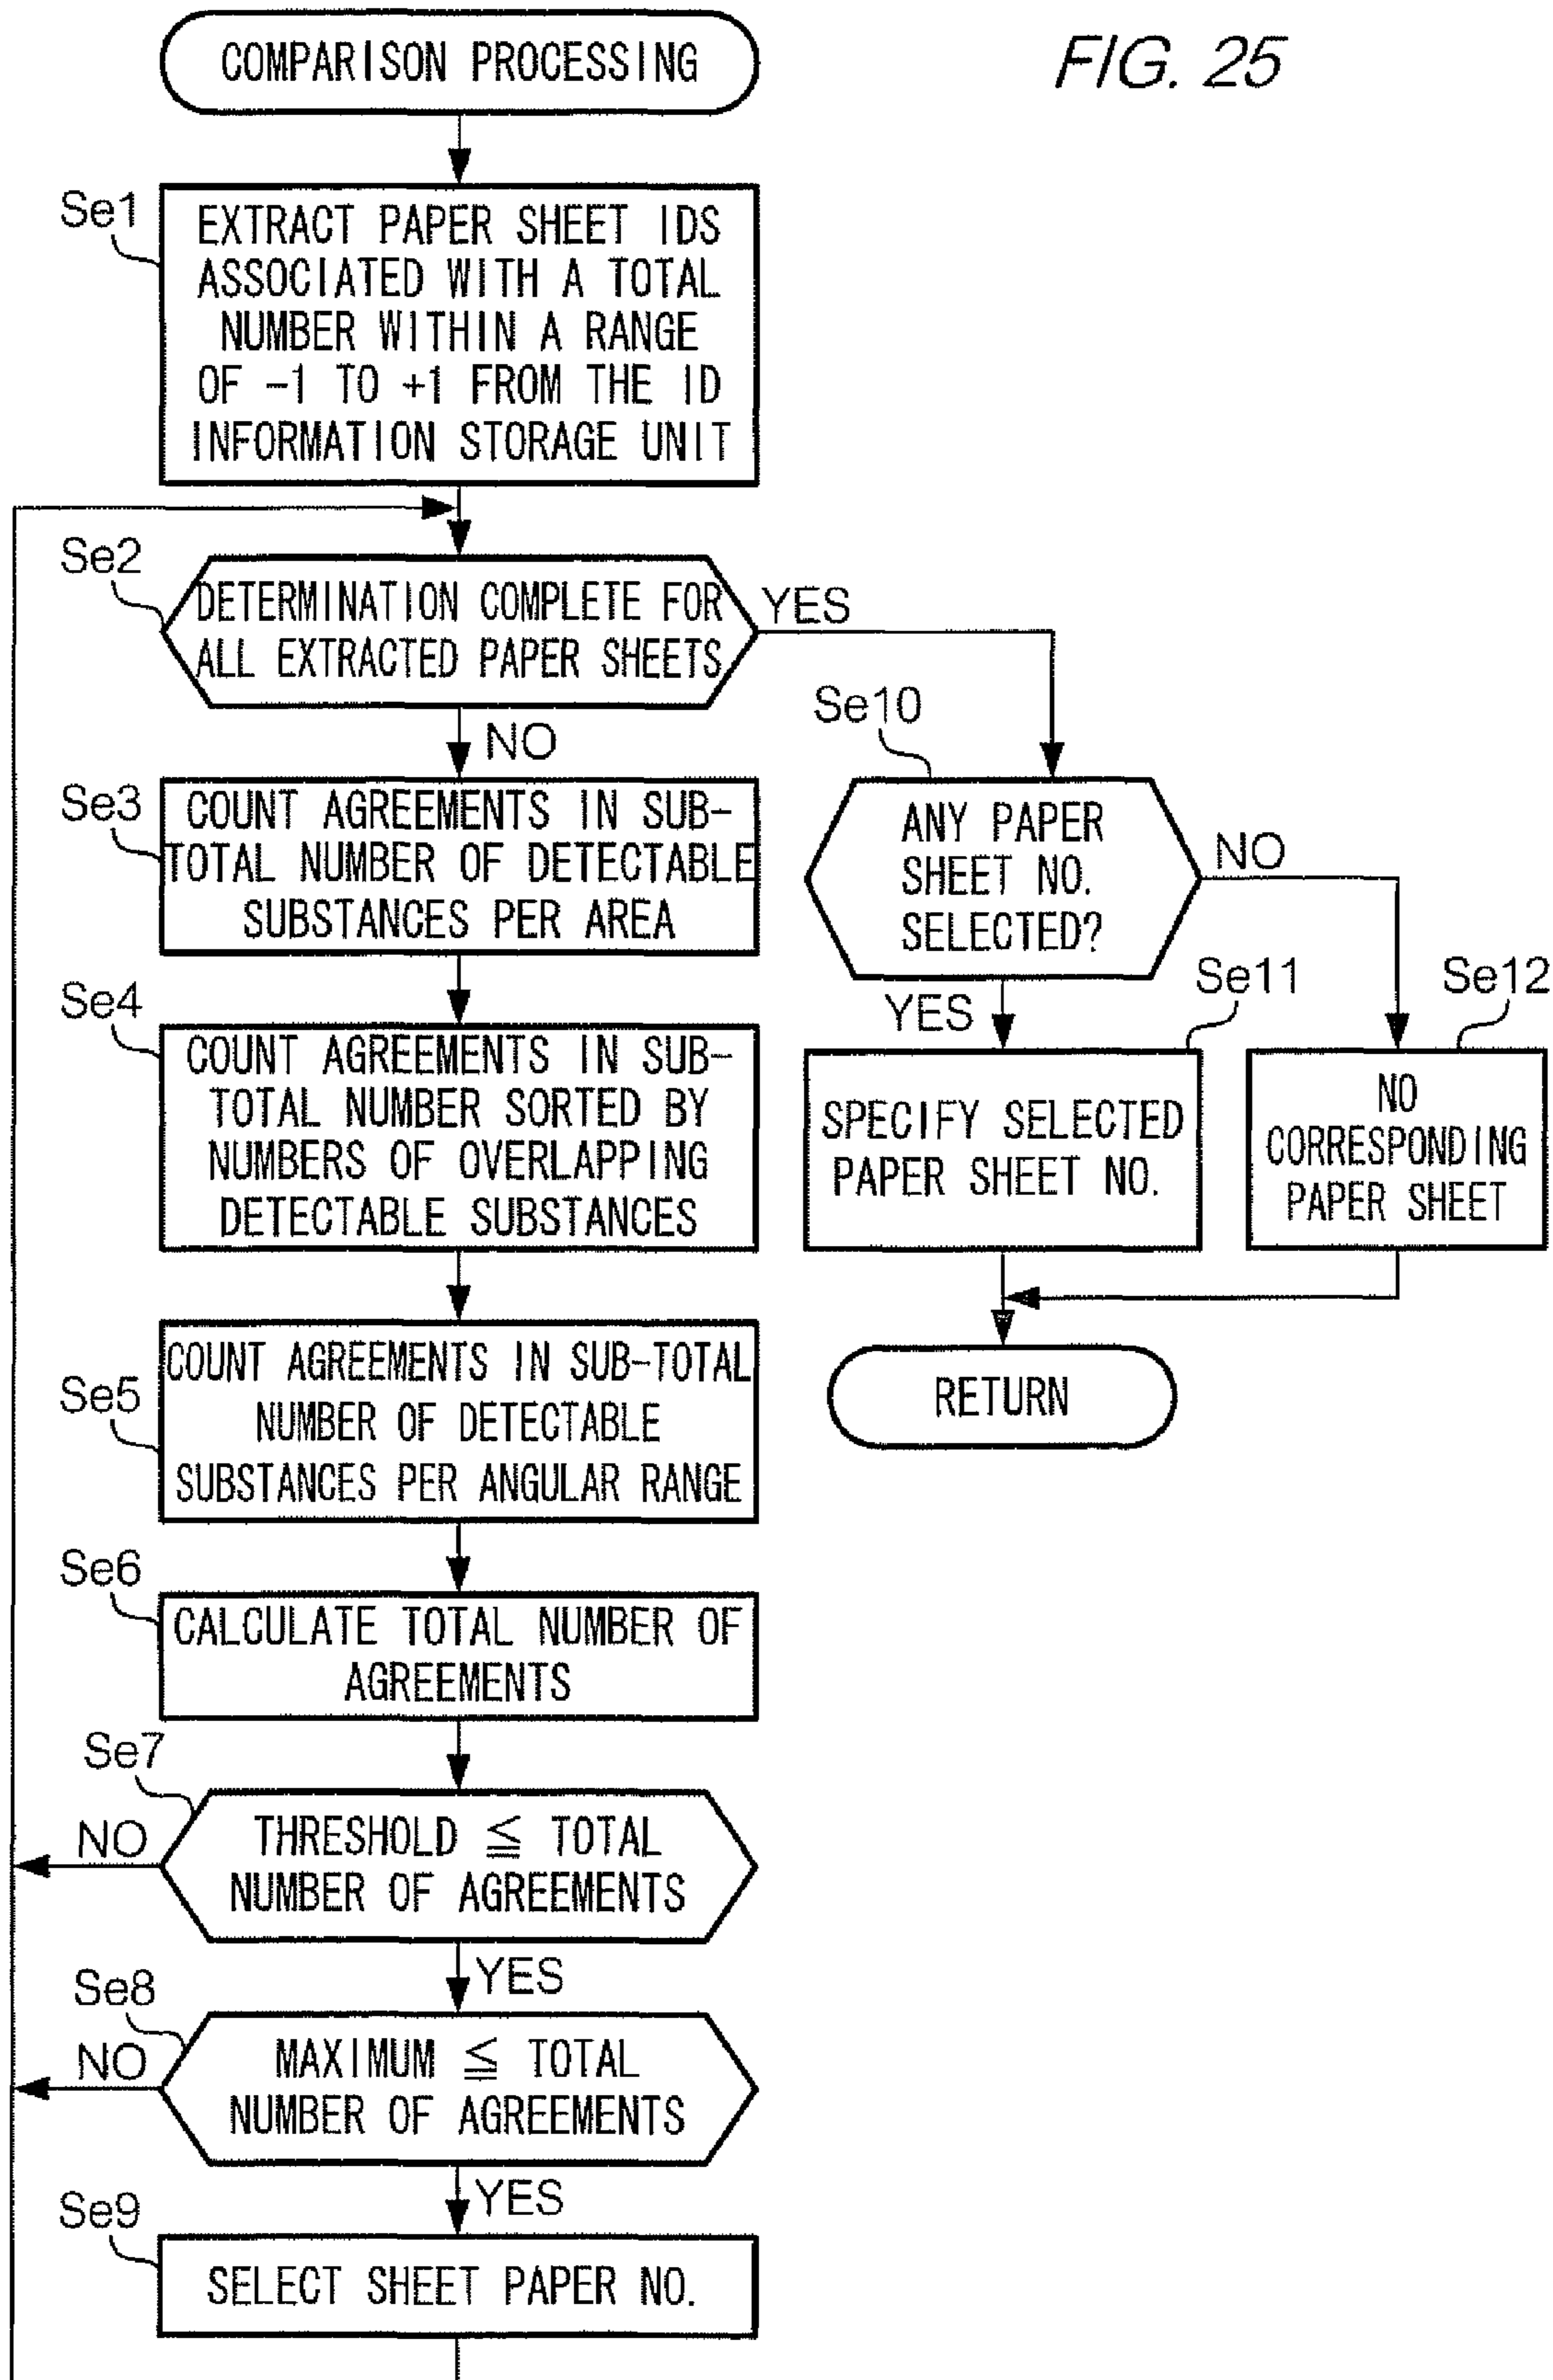 FIG. 25
COMPARISON PROCESSING
Se1
EXTRACT PAPER SHEET IDS
ASSOCIATED WITH A TOTAL
NUMBER WITHIN A RANGE
OF -1 TO +1 FROM THE ID
INFORMATION STORAGE UNIT
Se2
DETERMINATION COMPLETE FOR
ALL EXTRACTED PAPER SHEETS
YES
NO
Se3
COUNT AGREEMENTS IN SUB-
TOTAL NUMBER OF DETECTABLE
SUBSTANCES PER AREA
Se4
COUNT AGREEMENTS IN SUB-
TOTAL NUMBER SORTED BY
NUMBERS OF OVERLAPPING
DETECTABLE SUBSTANCES
Se5
COUNT AGREEMENTS IN SUB-TOTAL
NUMBER OF DETECTABLE
SUBSTANCES PER ANGULAR RANGE
Se6
CALCULATE TOTAL NUMBER OF
AGREEMENTS
Se7
THRESHOLD ≦ TOTAL
NUMBER OF AGREEMENTS
NO
YES
Se8
MAXIMUM ≦ TOTAL
NUMBER OF AGREEMENTS
NO
YES
Se9
SELECT SHEET PAPER NO.
Se10
ANY PAPER
SHEET NO.
SELECTED?
NO
YES
Se11
SPECIFY SELECTED
PAPER SHEET NO.
Se12
NO
CORRESPONDING
PAPER SHEET
RETURN